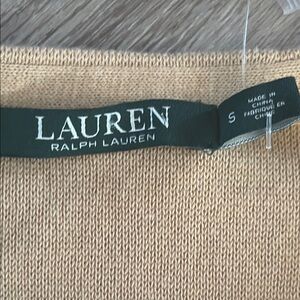 LAUREN
RALPH LAUREN
S
MADE IN
CHINA
FABRIQUÉ EN
CHINE